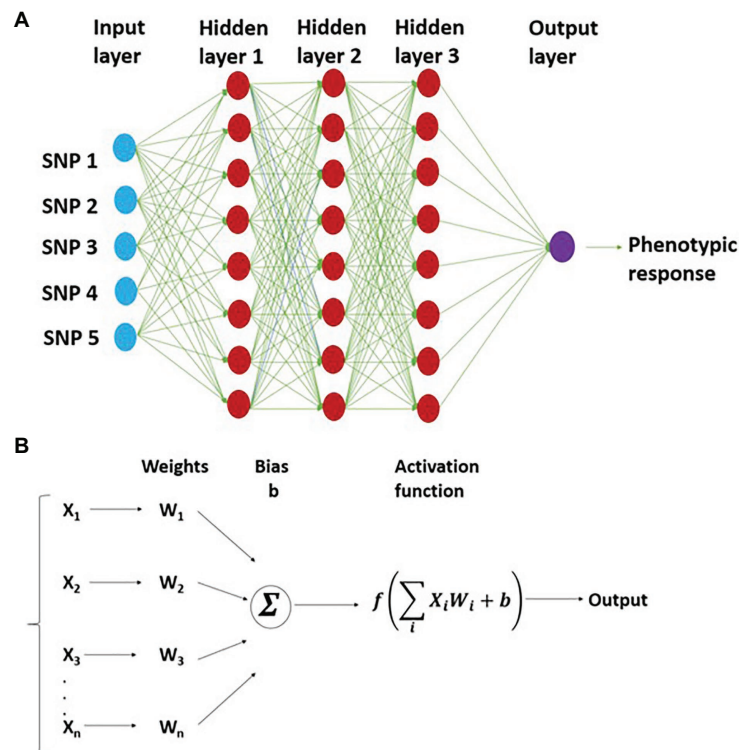 A
Input layer
Hidden layer 1
Hidden layer 2
Hidden layer 3
Output layer
SNP 1
SNP 2
SNP 3
SNP 4
SNP 5
Phenotypic response
B
Weights
Bias b
Activation function
X₁ W₁
X₂ W₂
X₃ W₃
Xₙ Wₙ
Σ
f(∑ᵢ XᵢWᵢ + b)
Output